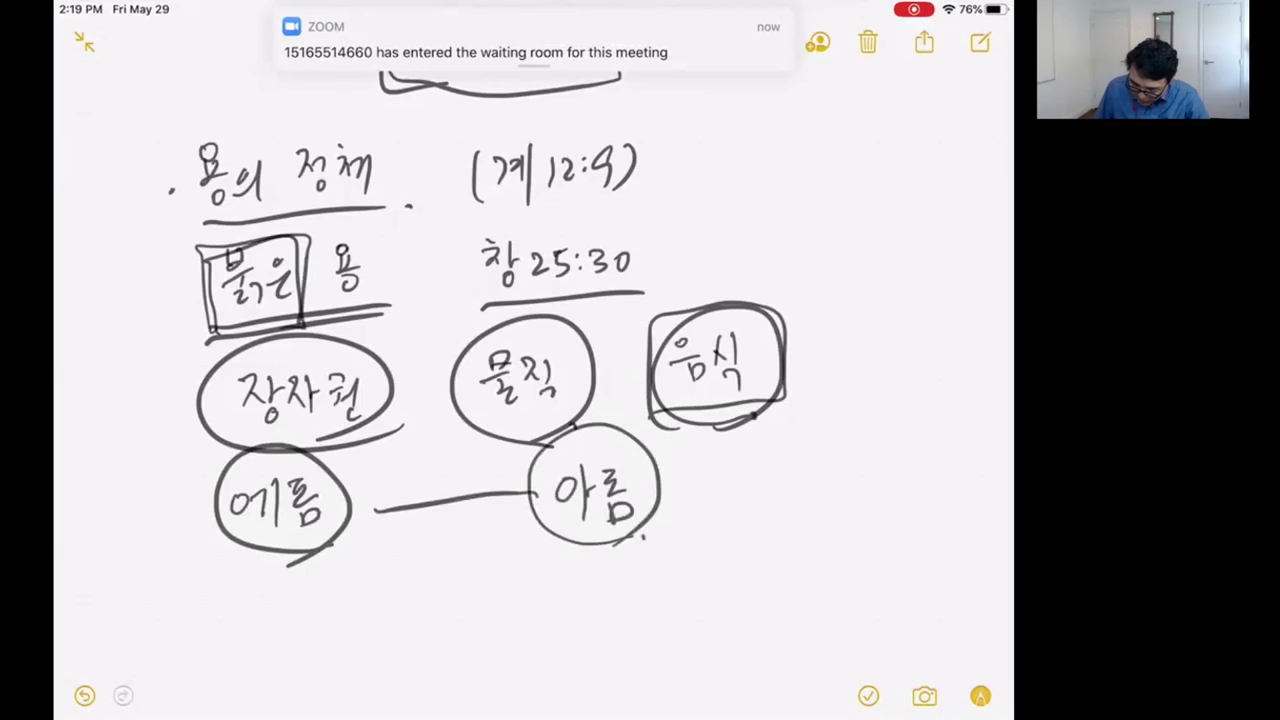 2:19 PM Fri May 29
76%
ZOOM
now
15165514660 has entered the waiting room for this meeting
. 용의 정체 . (계 12:9)
붉은 용 창 25:30
장자권 물질 음식
에돔 — 아롬 .